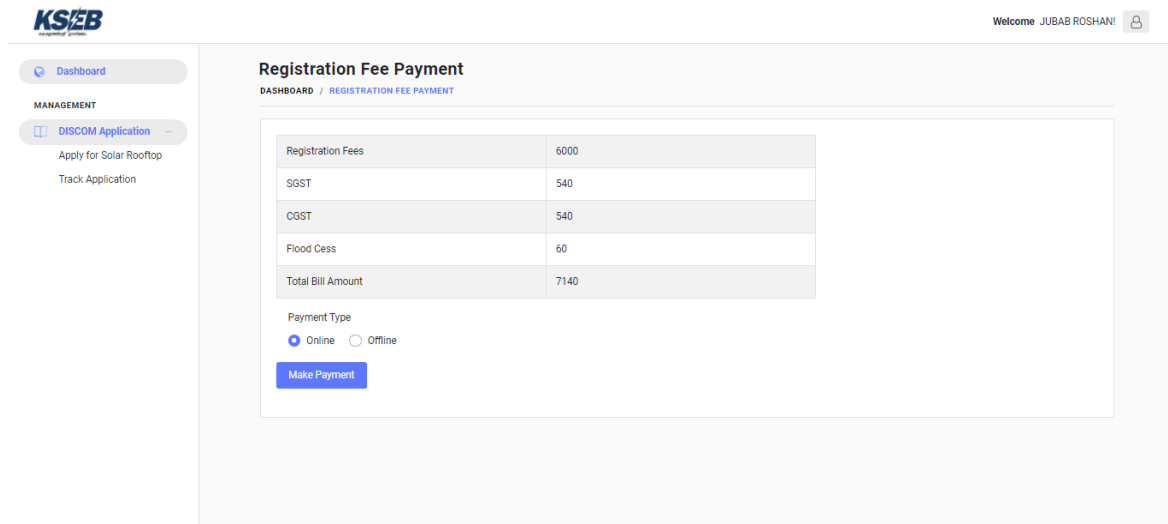 KSEB
Welcome JUBAB ROSHAN!
Dashboard
MANAGEMENT
DISCOM Application
Apply for Solar Rooftop
Track Application
Registration Fee Payment
DASHBOARD / REGISTRATION FEE PAYMENT
Registration Fees 6000
SGST 540
CGST 540
Flood Cess 60
Total Bill Amount 7140
Payment Type
Online Offline
Make Payment